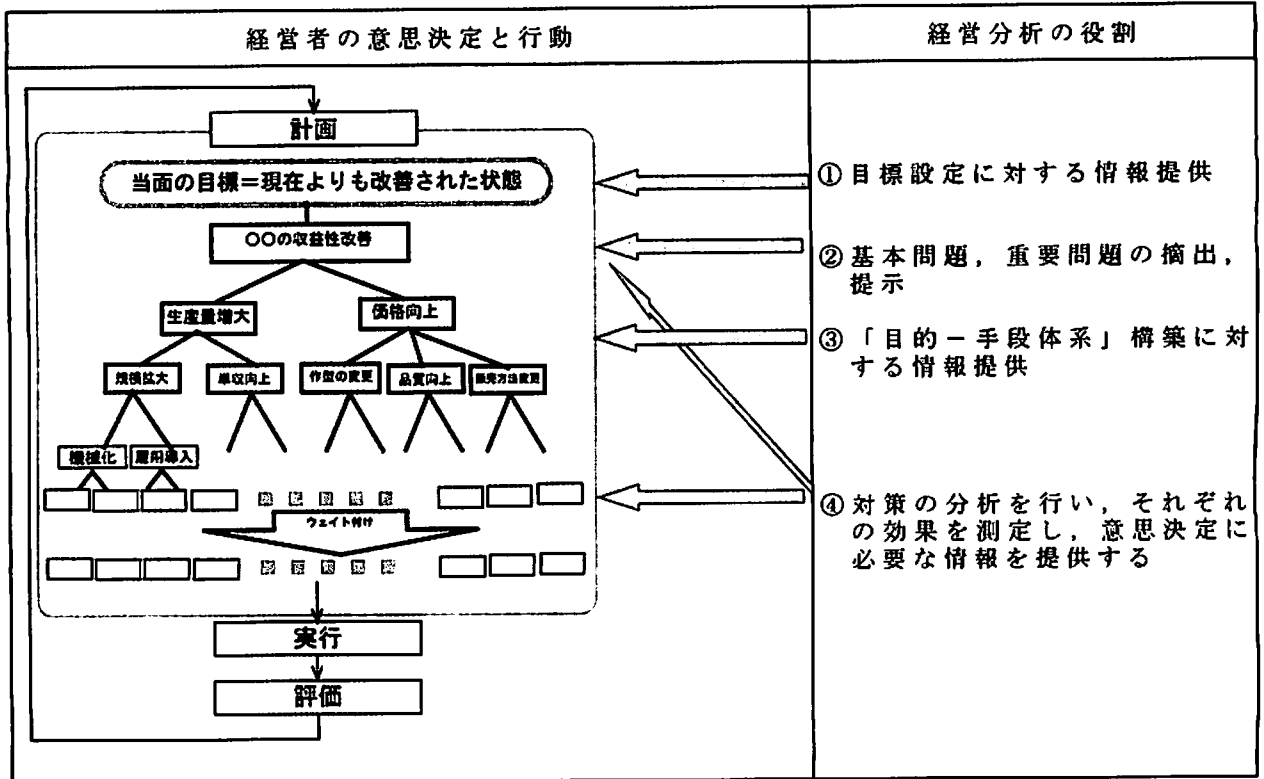 経営者の意思決定と行動
経営分析の役割
計画
当面の目標=現在よりも改善された状態
○○の収益性改善
生産量増大
価格向上
規模拡大
単収向上
作型の変更
品質向上
販売方法変更
機械化
雇用導入
ウェイト付け
実行
評価
①目標設定に対する情報提供
②基本問題,重要問題の摘出,
提示
③「目的-手段体系」構築に対
する情報提供
④対策の分析を行い,それぞれ
の効果を測定し,意思決定に
必要な情報を提供する